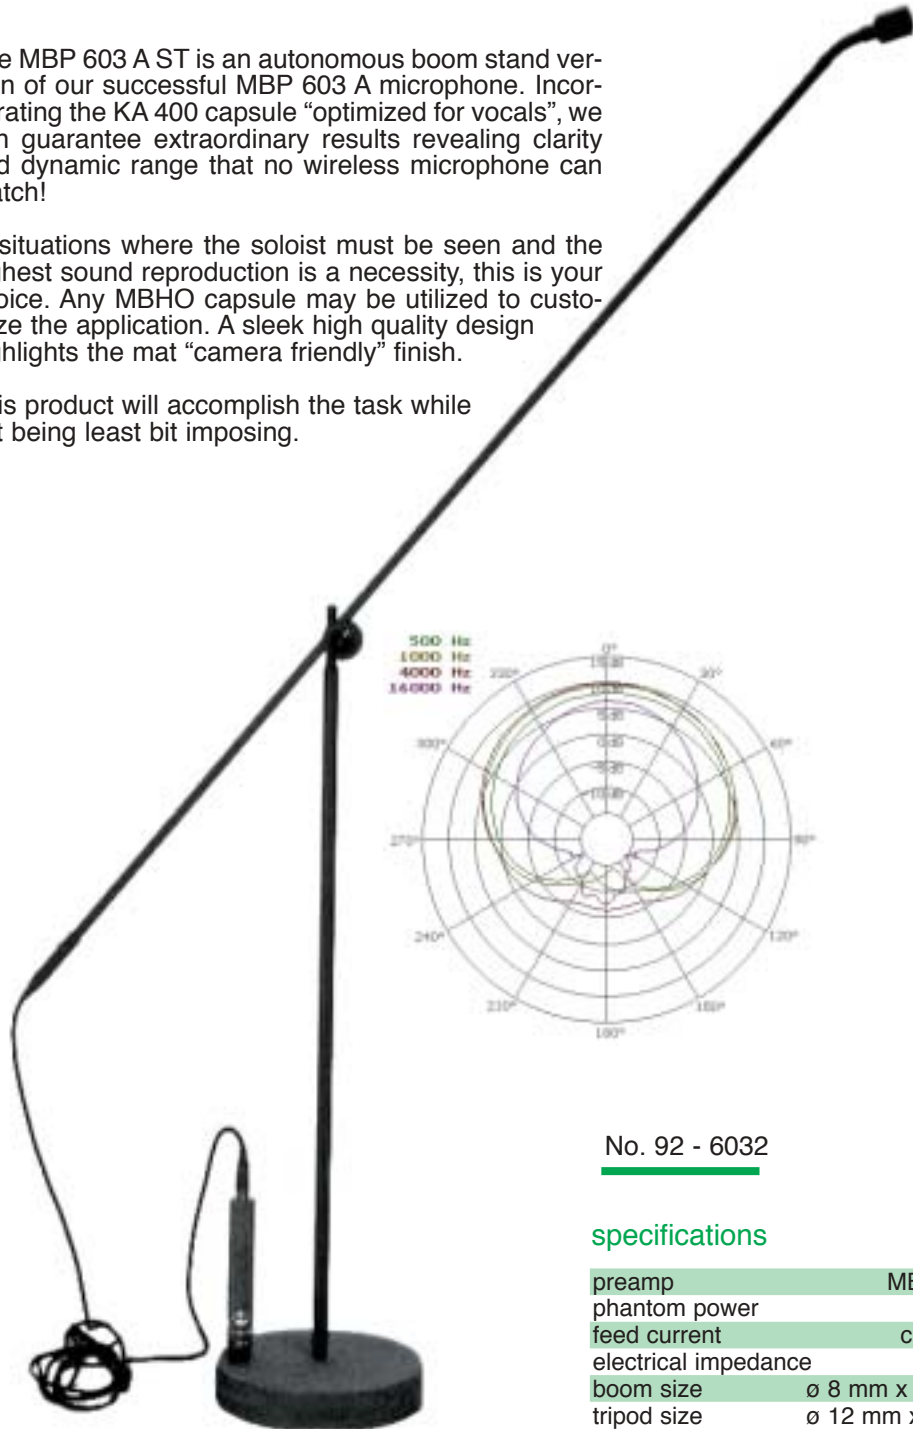 e MBP 603 A ST is an autonomous boom stand ver-
n of our successful MBP 603 A microphone. Incor-
rating the KA 400 capsule “optimized for vocals”, we
n guarantee extraordinary results revealing clarity
d dynamic range that no wireless microphone can
atch!
situations where the soloist must be seen and the
ghest sound reproduction is a necessity, this is your
oice. Any MBHO capsule may be utilized to custo-
ze the application. A sleek high quality design
ghlights the mat “camera friendly” finish.
is product will accomplish the task while
t being least bit imposing.
500 Hz
1000 Hz
4000 Hz
16000 Hz
0°
30°
300°
60°
270°
90°
240°
120°
210°
180°
No. 92 - 6032
specifications
preamp ME
phantom power
feed current c
electrical impedance
boom size ø 8 mm x
tripod size ø 12 mm x